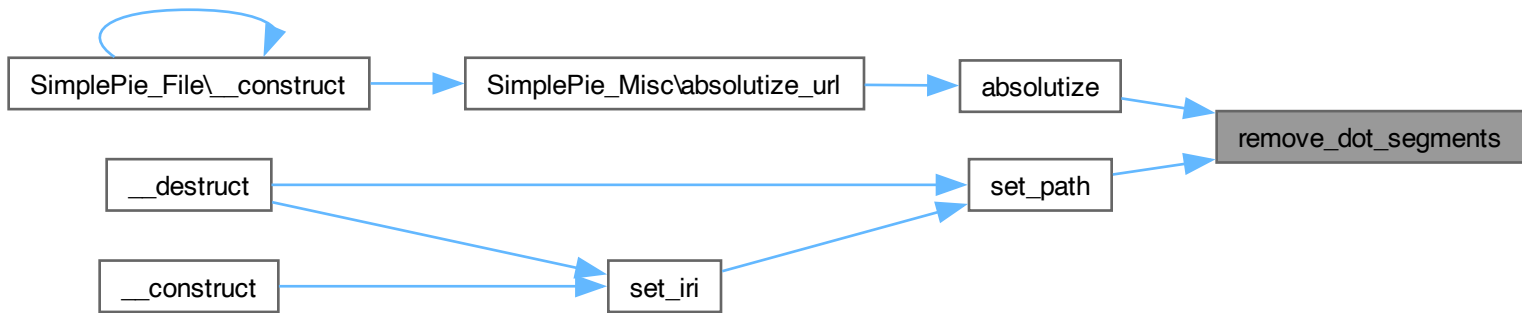 SimplePie_File\__construct
SimplePie_Misc\absolutize_url
absolutize
remove_dot_segments
__destruct
set_path
__construct
set_iri